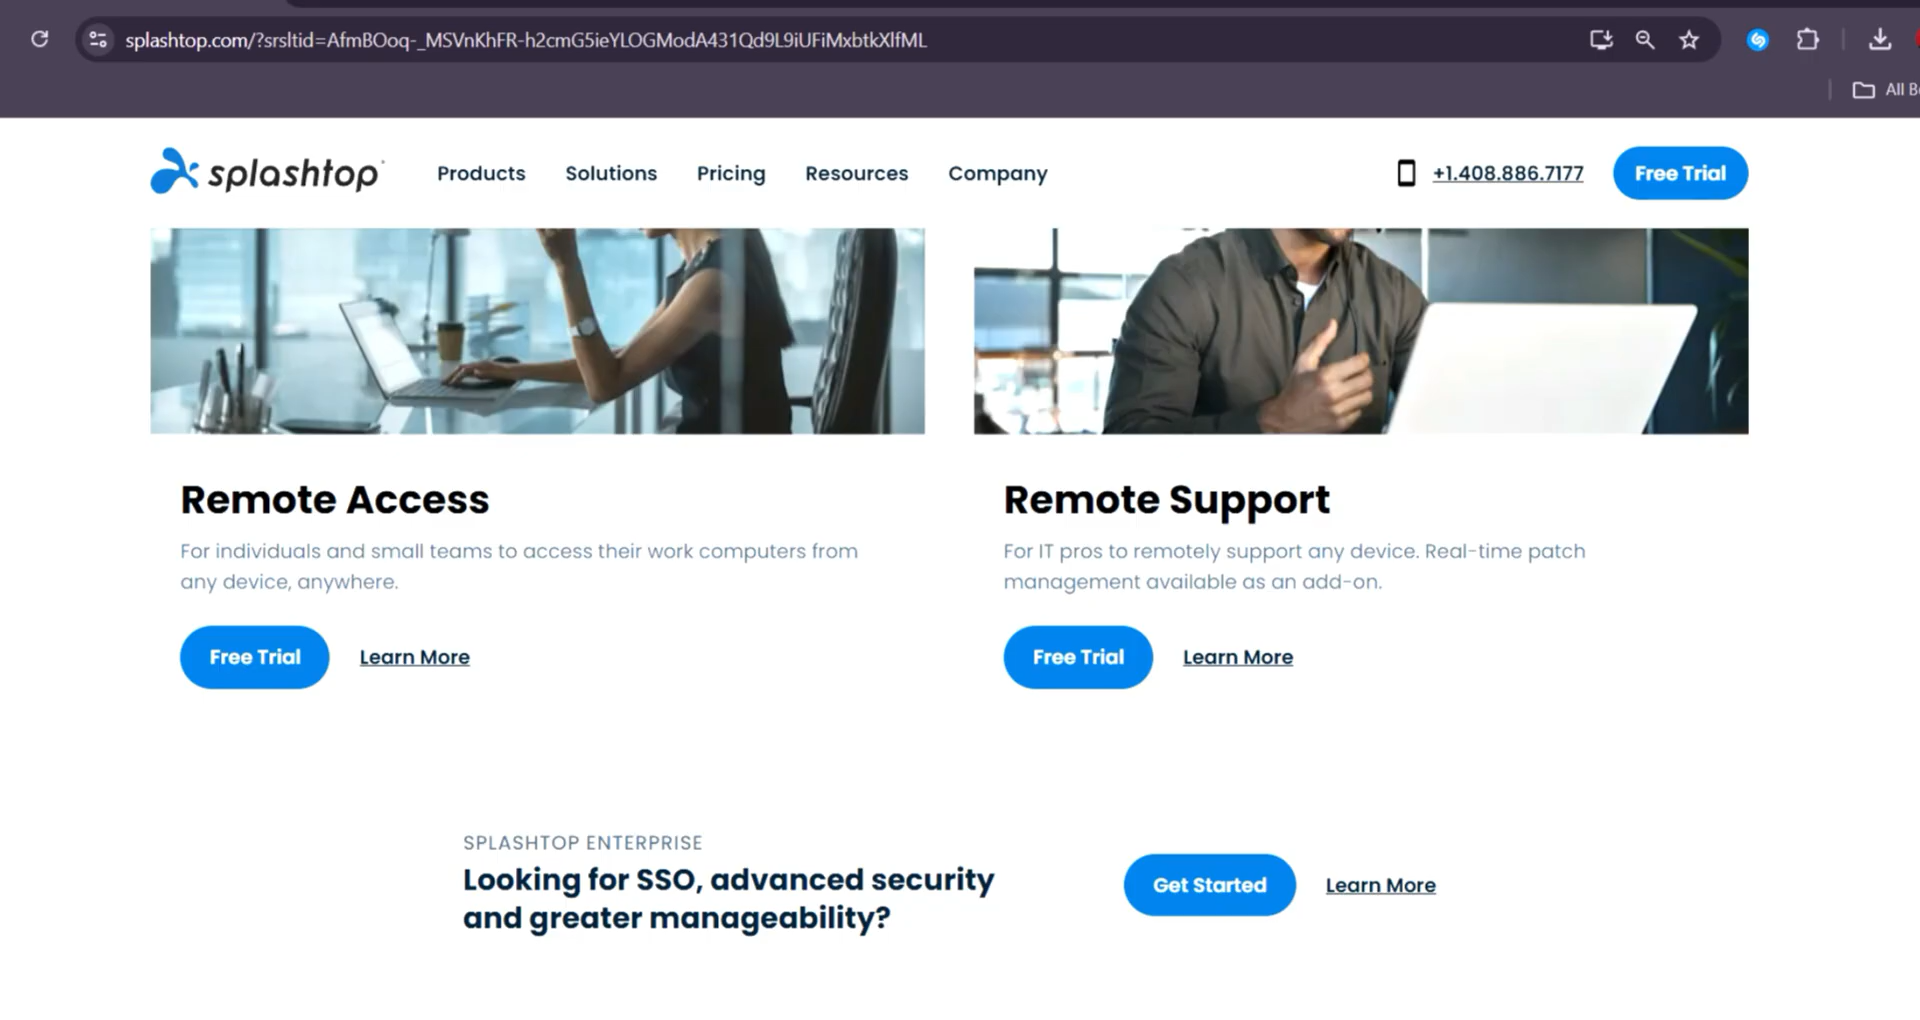 splashtop.com/?srsltid=AfmBOoq-_MSVnKhFR-h2cmG5ieYLOGModA431Qd9L9iUFiMxbtkXlfML
All B
splashtop
Products Solutions Pricing Resources Company +1.408.886.7177 Free Trial
Remote Access
For individuals and small teams to access their work computers from
any device, anywhere.
Free Trial Learn More
Remote Support
For IT pros to remotely support any device. Real-time patch
management available as an add-on.
Free Trial Learn More
SPLASHTOP ENTERPRISE
Looking for SSO, advanced security
and greater manageability?
Get Started Learn More